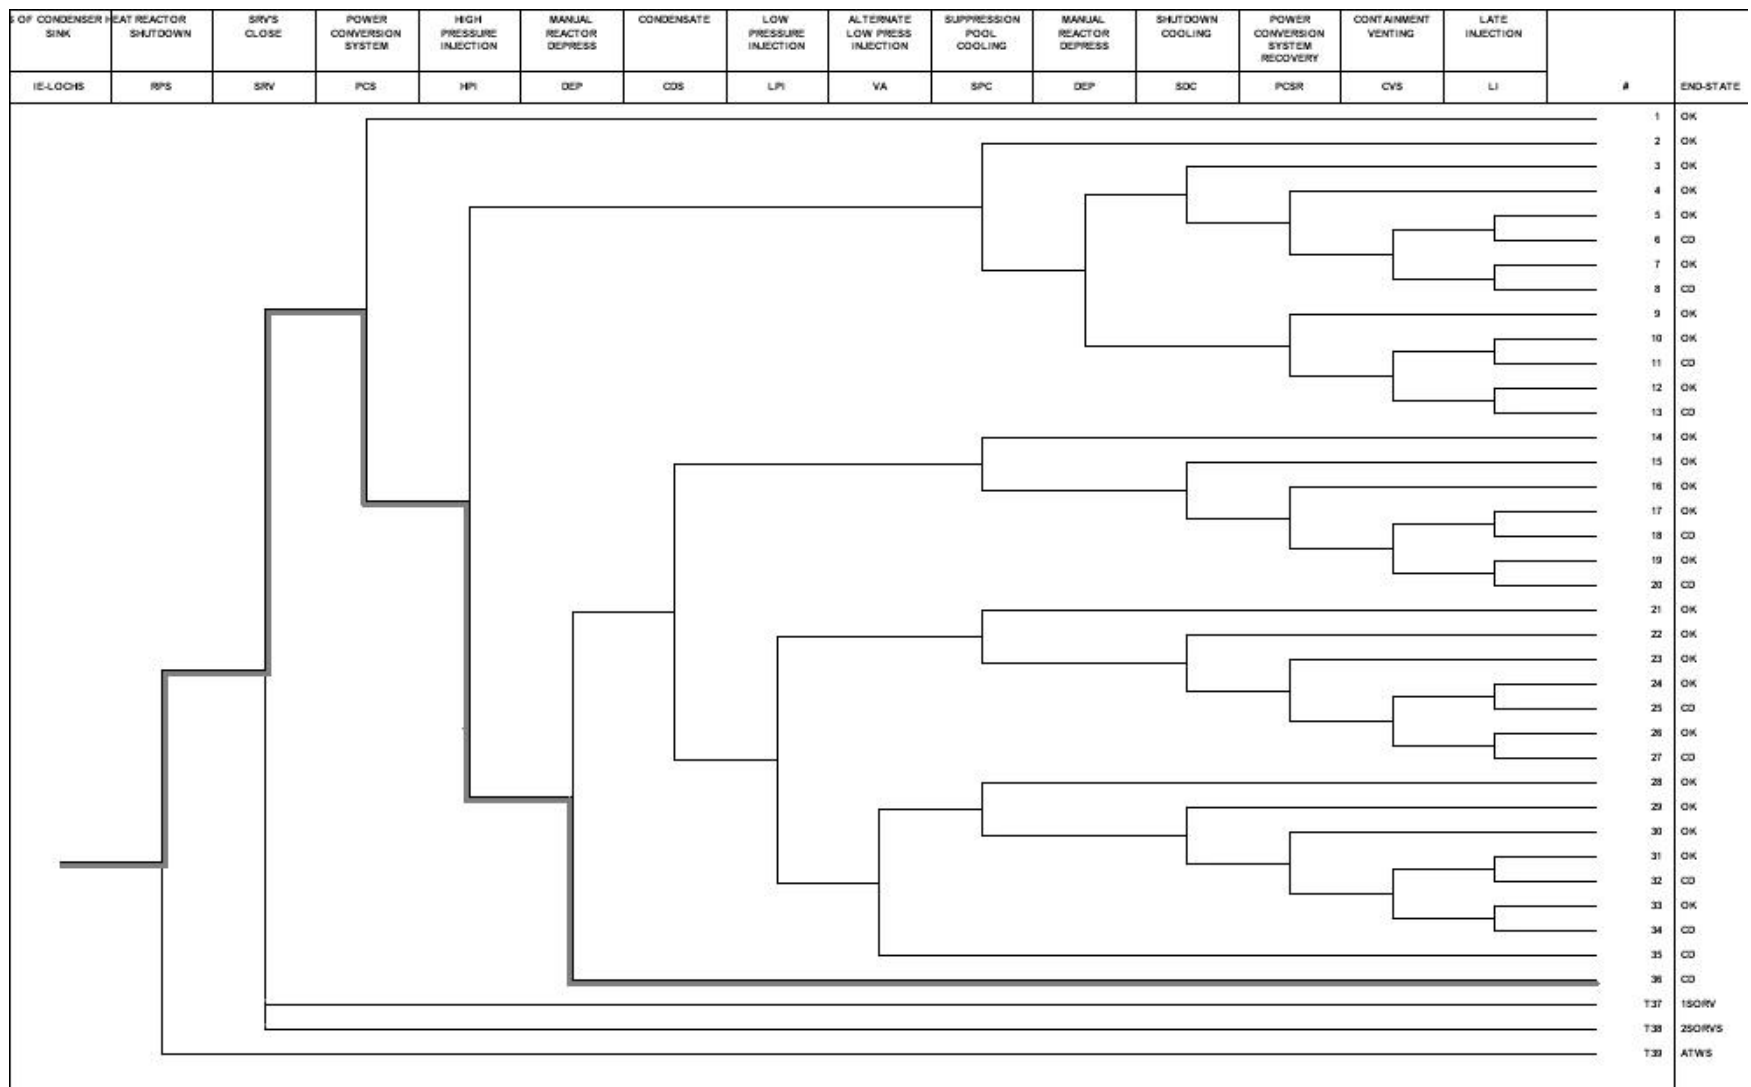 S OF CONDENSER HEAT
SINK
REACTOR
SHUTDOWN
SRV'S
CLOSE
POWER
CONVERSION
SYSTEM
HIGH
PRESSURE
INJECTION
MANUAL
REACTOR
DEPRESS
CONDENSATE
LOW
PRESSURE
INJECTION
ALTERNATE
LOW PRESS
INJECTION
SUPPRESSION
POOL
COOLING
MANUAL
REACTOR
DEPRESS
SHUTDOWN
COOLING
POWER
CONVERSION
SYSTEM
RECOVERY
CONTAINMENT
VENTING
LATE
INJECTION
IE-LOCHS RPS SRV PCS HPI DEP CDS LPI VA SPC DEP SDC PCSR CVS LI # END-STATE
1 OK
2 OK
3 OK
4 OK
5 OK
6 CD
7 OK
8 CD
9 OK
10 OK
11 CD
12 OK
13 CD
14 OK
15 OK
16 OK
17 OK
18 CD
19 OK
20 CD
21 OK
22 OK
23 OK
24 OK
25 CD
26 OK
27 CD
28 OK
29 OK
30 OK
31 OK
32 CD
33 OK
34 CD
35 CD
36 CD
T37 1SORV
T38 2SORVS
T39 ATWS